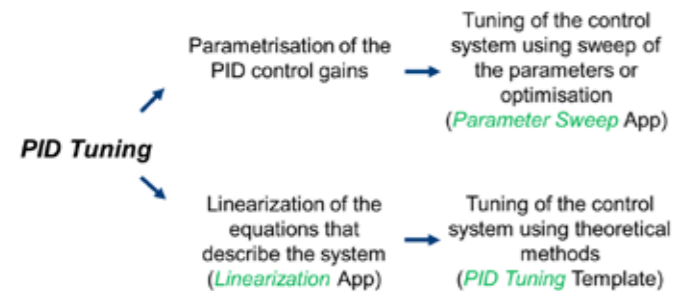 PID Tuning
Parametrisation of the
PID control gains
Tuning of the control
system using sweep of
the parameters or
optimisation
(Parameter Sweep App)
Linearization of the
equations that
describe the system
(Linearization App)
Tuning of the control
system using theoretical
methods
(PID Tuning Template)